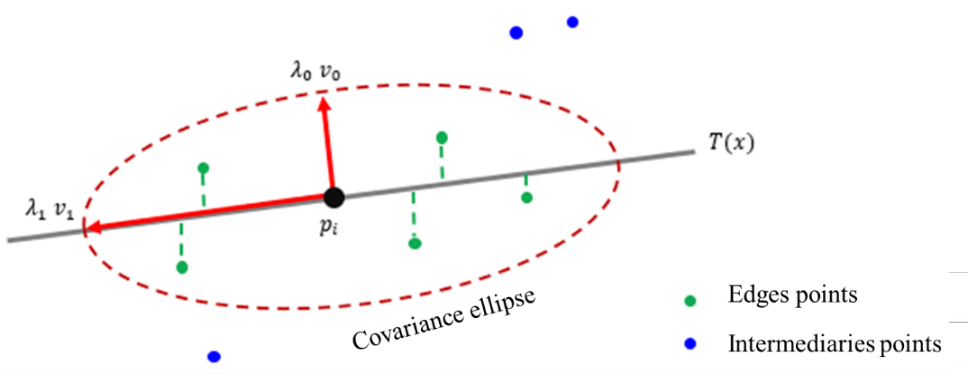 λ₀ v₀
T(x)
λ₁ v₁
pᵢ
Covariance ellipse
Edges points
Intermediaries points